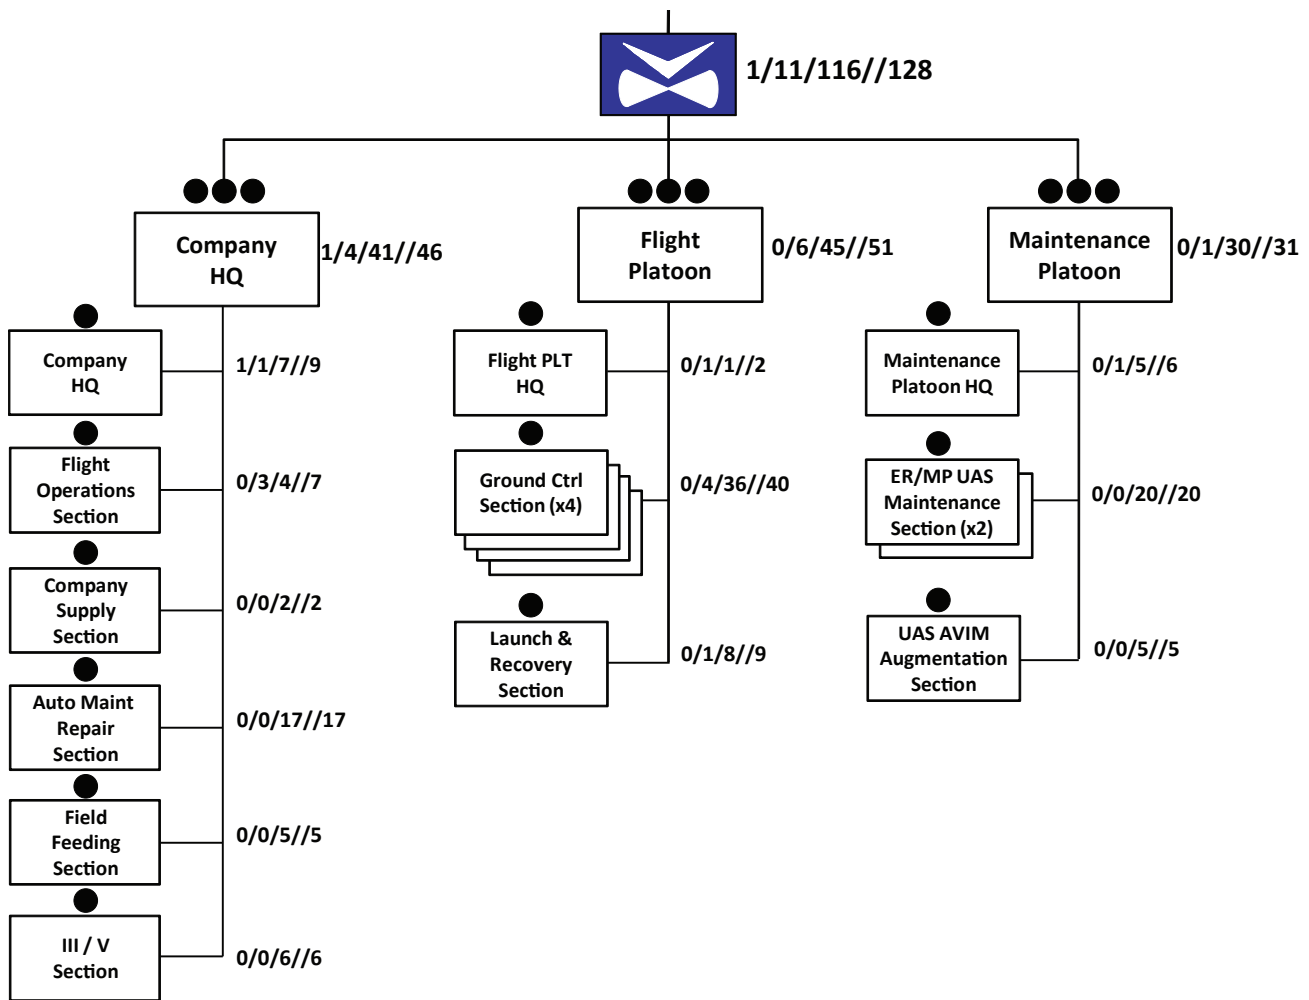 1/11/116//128
Company
HQ
1/4/41//46
Flight
Platoon
0/6/45//51
Maintenance
Platoon
0/1/30//31
Company
HQ
1/1/7//9
Flight
Operations
Section
0/3/4//7
Company
Supply
Section
0/0/2//2
Auto Maint
Repair
Section
0/0/17//17
Field
Feeding
Section
0/0/5//5
III / V
Section
0/0/6//6
Flight PLT
HQ
0/1/1//2
Ground Ctrl
Section (x4)
0/4/36//40
Launch &
Recovery
Section
0/1/8//9
Maintenance
Platoon HQ
0/1/5//6
ER/MP UAS
Maintenance
Section (x2)
0/0/20//20
UAS AVIM
Augmentation
Section
0/0/5//5